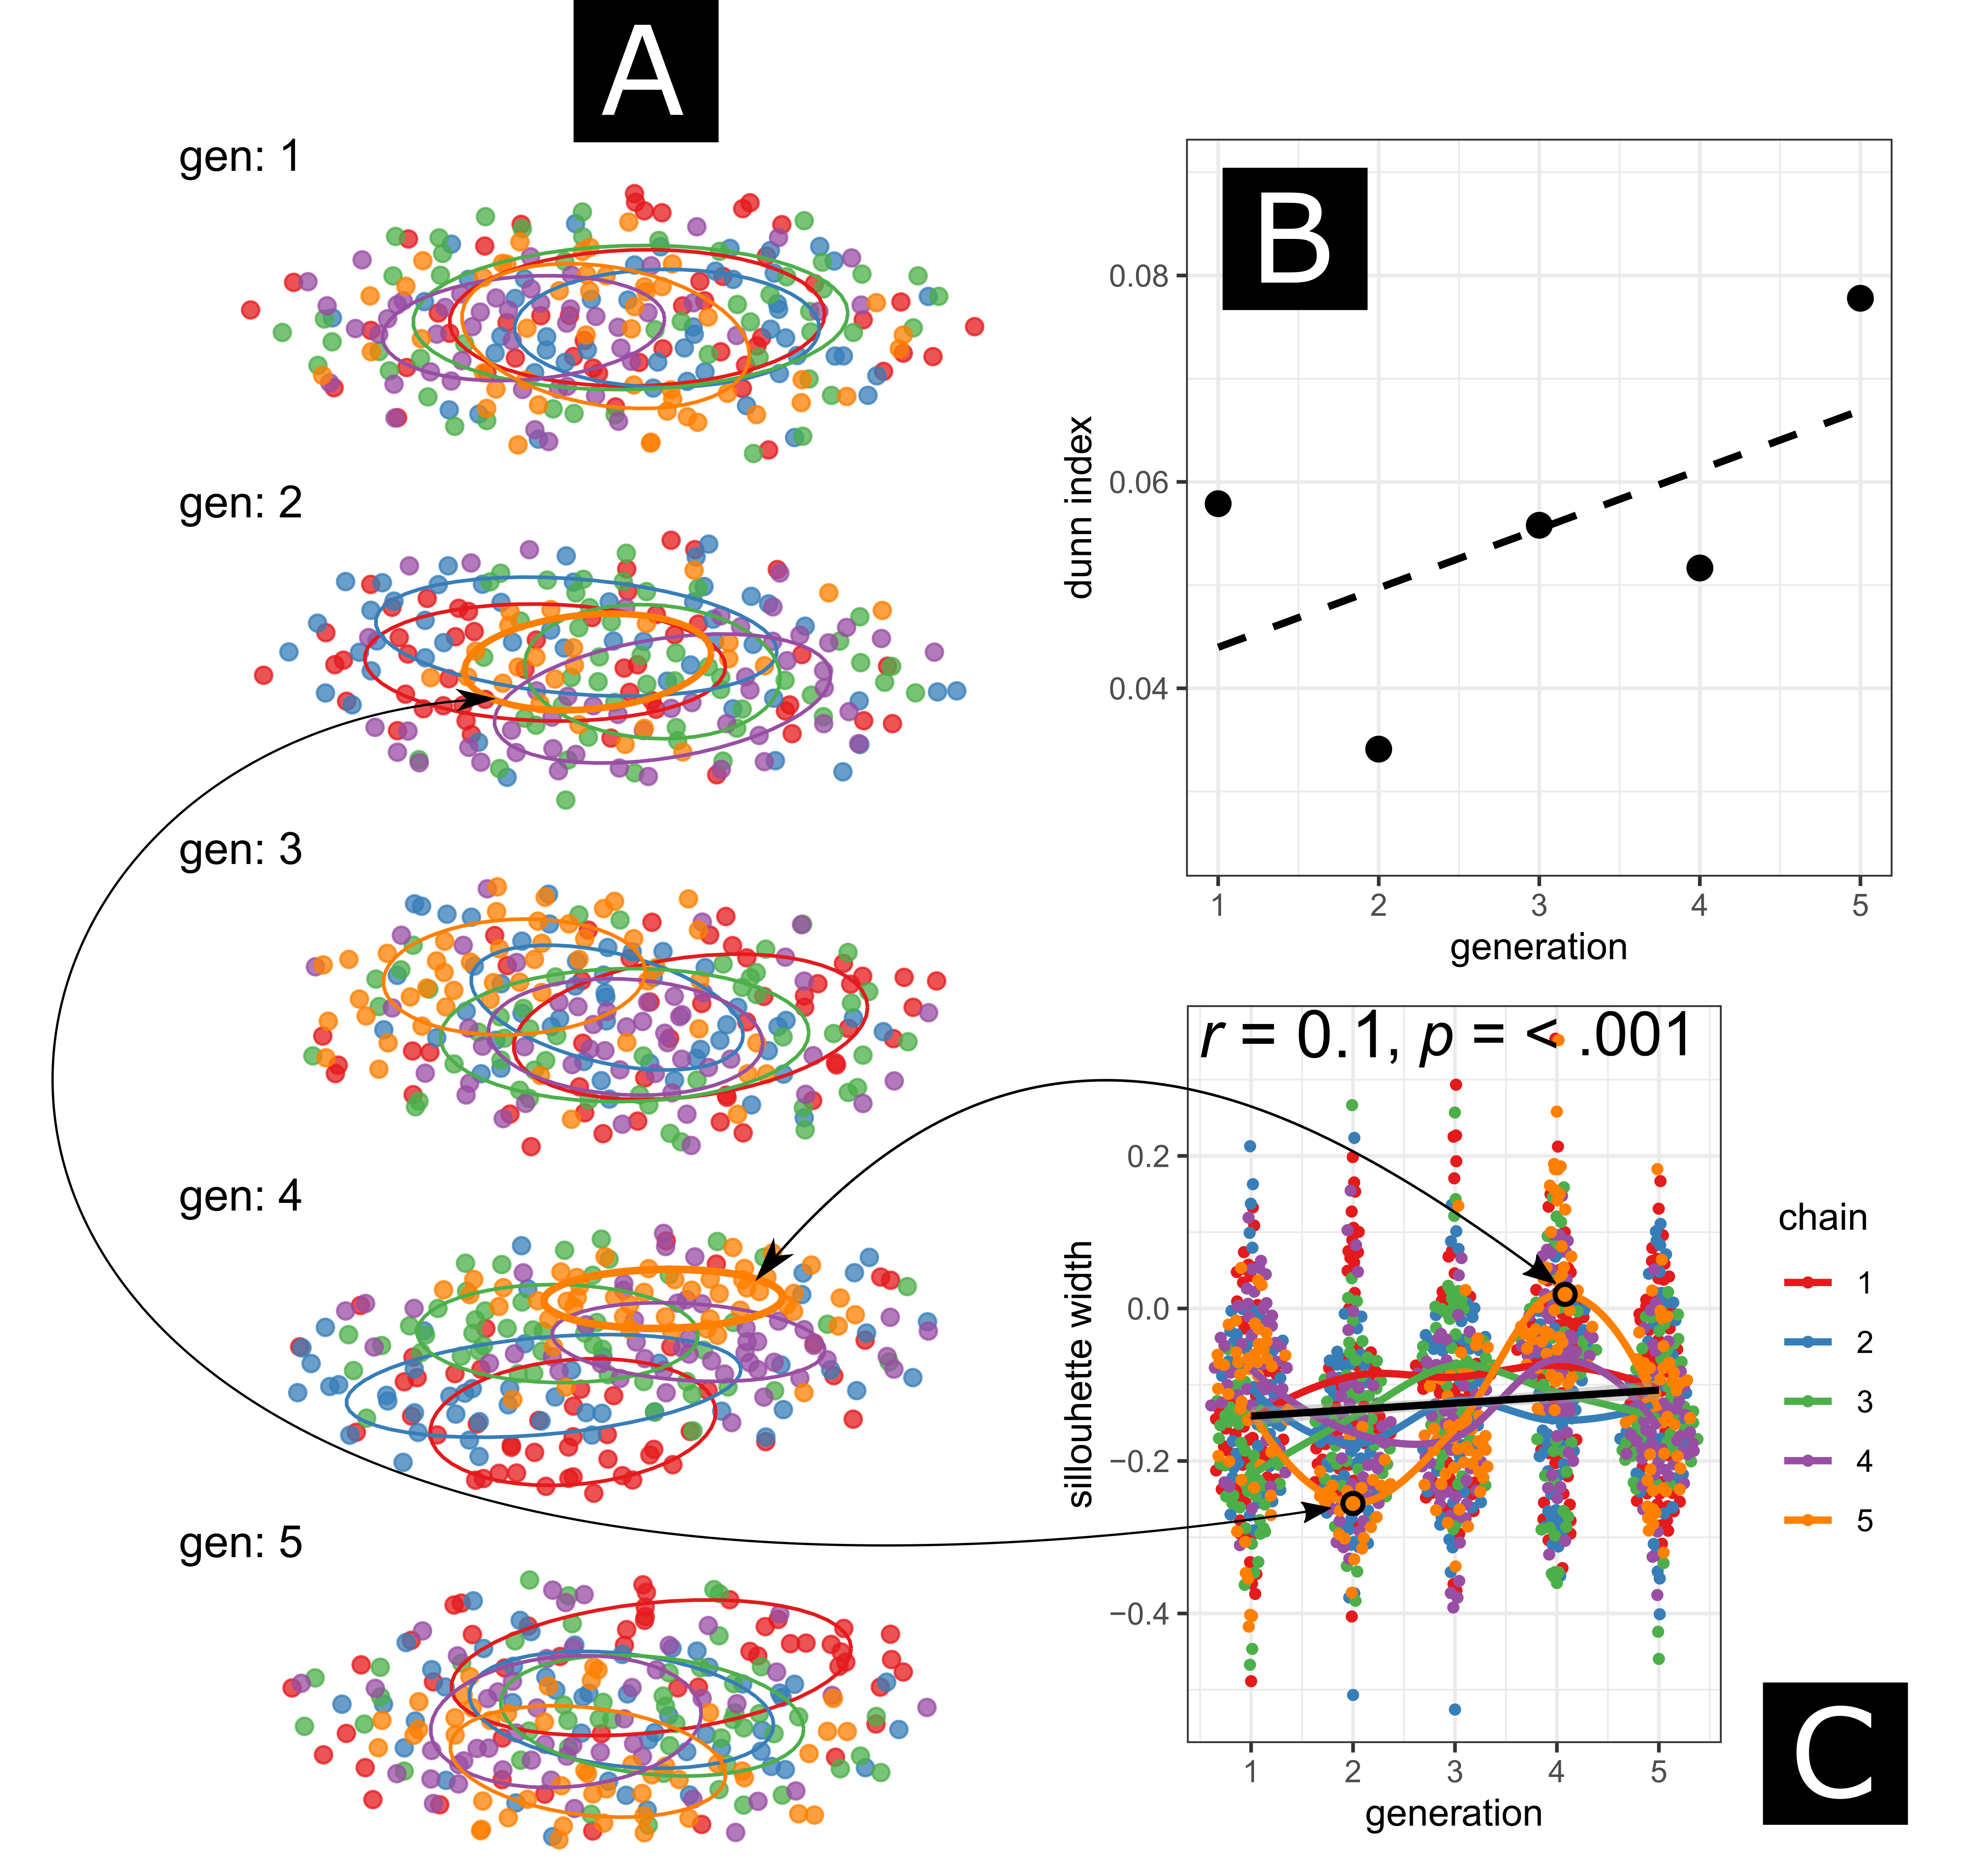 A
gen: 1
gen: 2
gen: 3
gen: 4
gen: 5
B
0.08
0.06
0.04
dunn index
1 2 3 4 5
generation
r = 0.1, p = < .001
0.2
0.0
−0.2
−0.4
sillouhette width
1 2 3 4 5
generation
chain
1
2
3
4
5
C